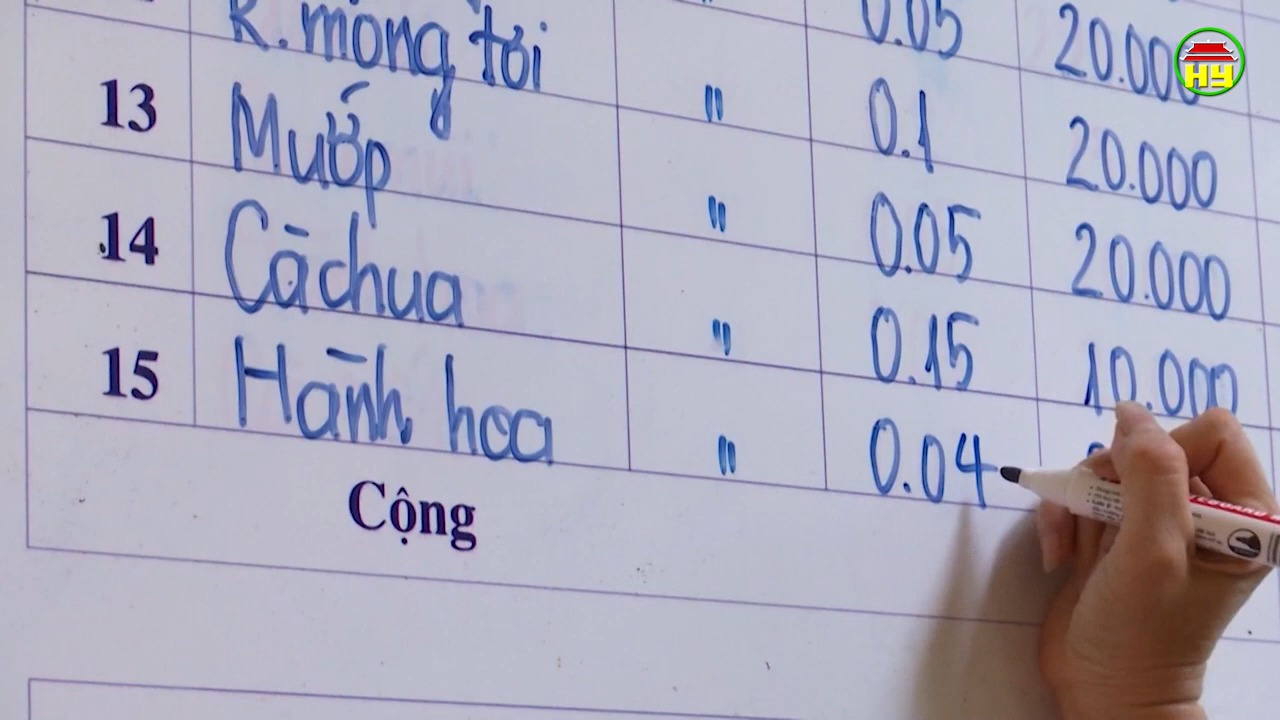 0.05 20.000
R. mồng tơi " 0.1 20.000
13 Mướp " 0.05 20.000
14 Cà chua " 0.15 10.000
15 Hành hoa " 0.04
Cộng
HY